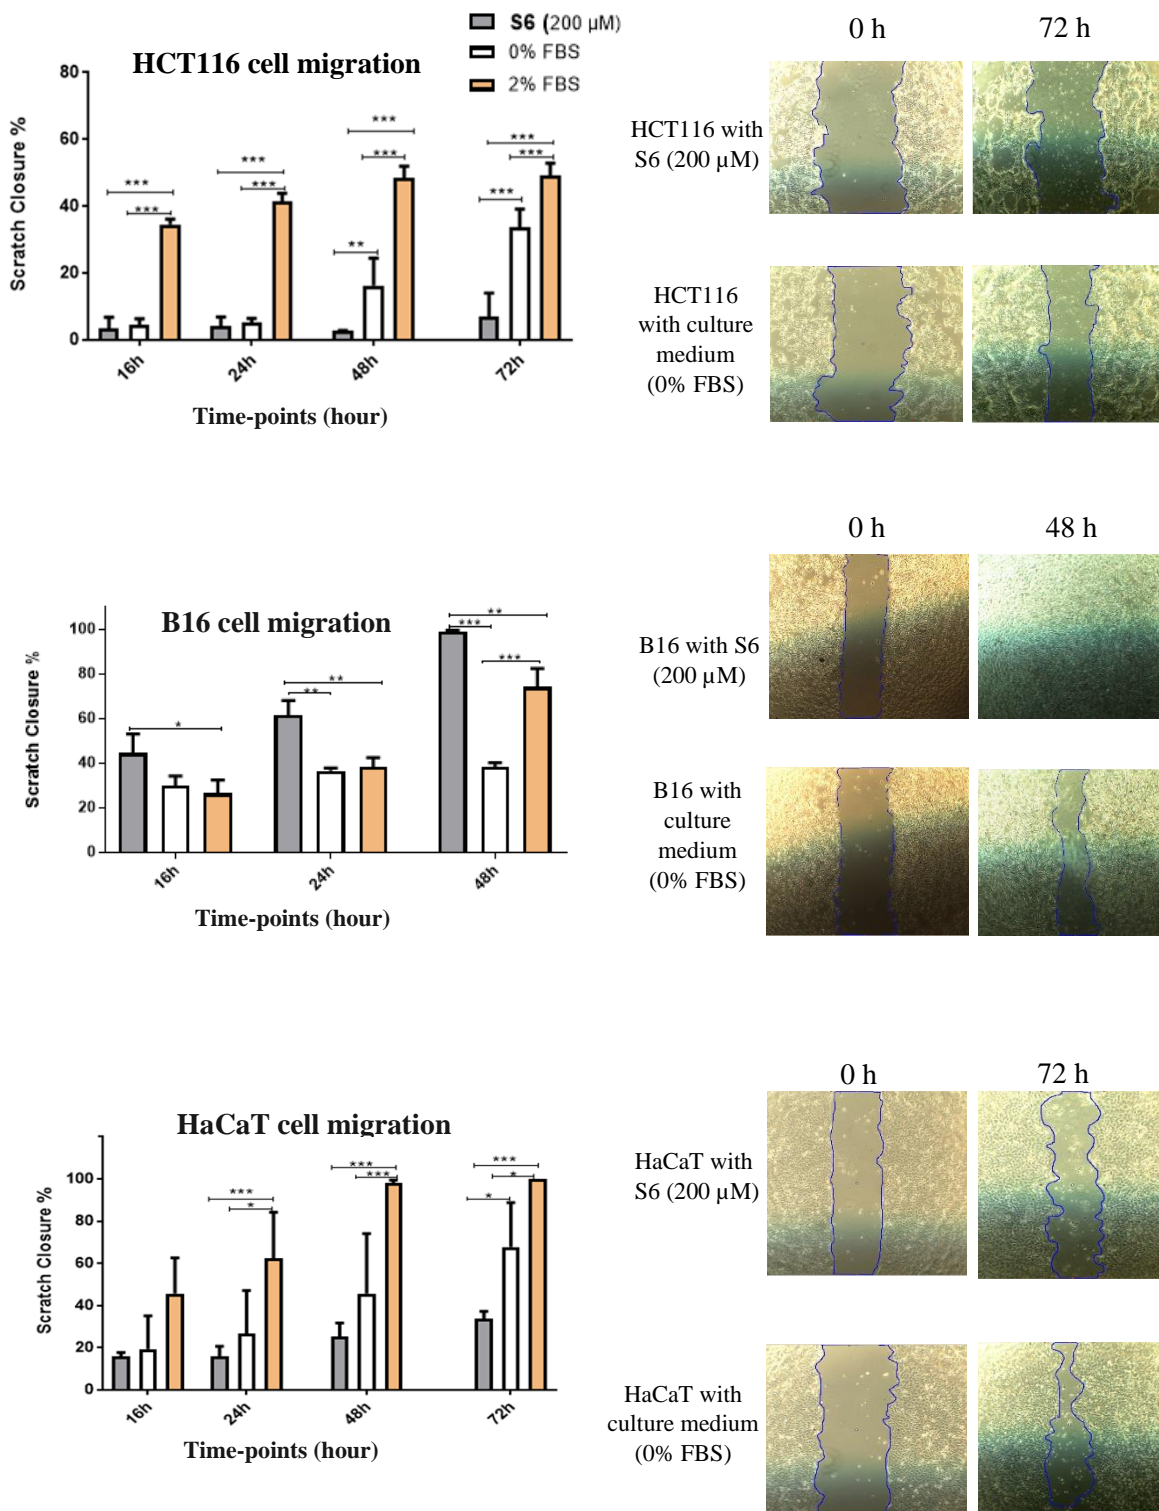 S6 (200 µM)
0% FBS
2% FBS
HCT116 cell migration
Scratch Closure %
80
60
40
20
0
***
***
***
***
***
***
**
***
***
***
16h
24h
48h
72h
Time-points (hour)
0 h
72 h
HCT116 with
S6 (200 µM)
HCT116
with culture
medium
(0% FBS)
B16 cell migration
Scratch Closure %
100
80
60
40
20
0
*
**
**
**
***
***
16h
24h
48h
Time-points (hour)
0 h
48 h
B16 with S6
(200 µM)
B16 with
culture
medium
(0% FBS)
HaCaT cell migration
Scratch Closure %
100
80
60
40
20
0
***
*
***
***
***
*
*
16h
24h
48h
72h
Time-points (hour)
0 h
72 h
HaCaT with
S6 (200 µM)
HaCaT with
culture medium
(0% FBS)